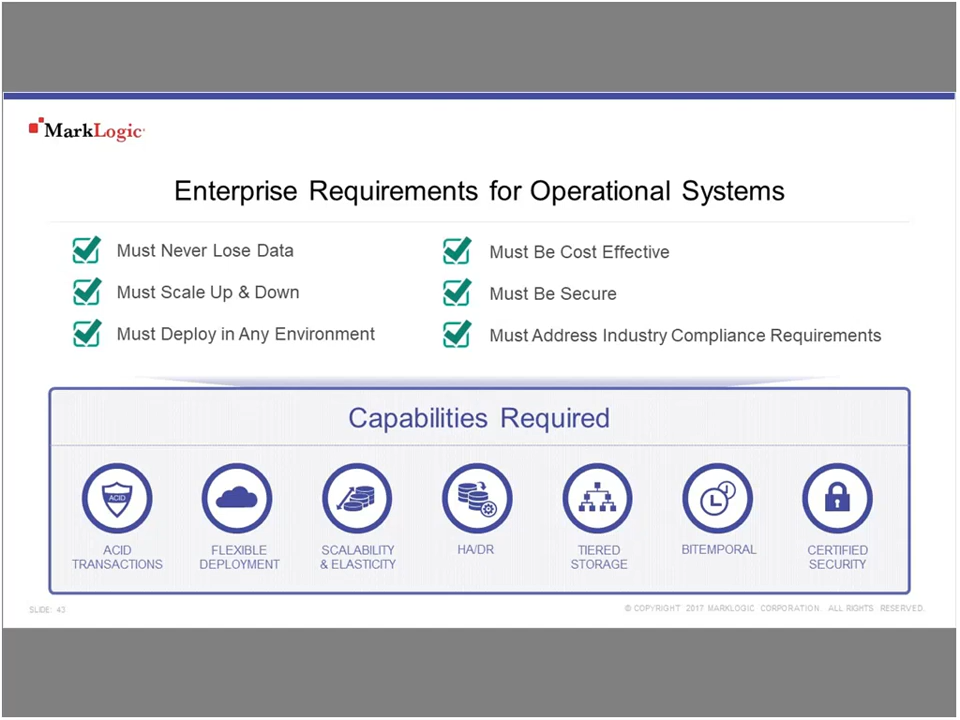 MarkLogic
Enterprise Requirements for Operational Systems
Must Never Lose Data
Must Scale Up & Down
Must Deploy in Any Environment
Must Be Cost Effective
Must Be Secure
Must Address Industry Compliance Requirements
Capabilities Required
ACID
ACID
TRANSACTIONS
FLEXIBLE
DEPLOYMENT
SCALABILITY
& ELASTICITY
HA/DR
TIERED
STORAGE
BITEMPORAL
CERTIFIED
SECURITY
SLIDE: 43
© COPYRIGHT 2017 MARKLOGIC CORPORATION. ALL RIGHTS RESERVED.